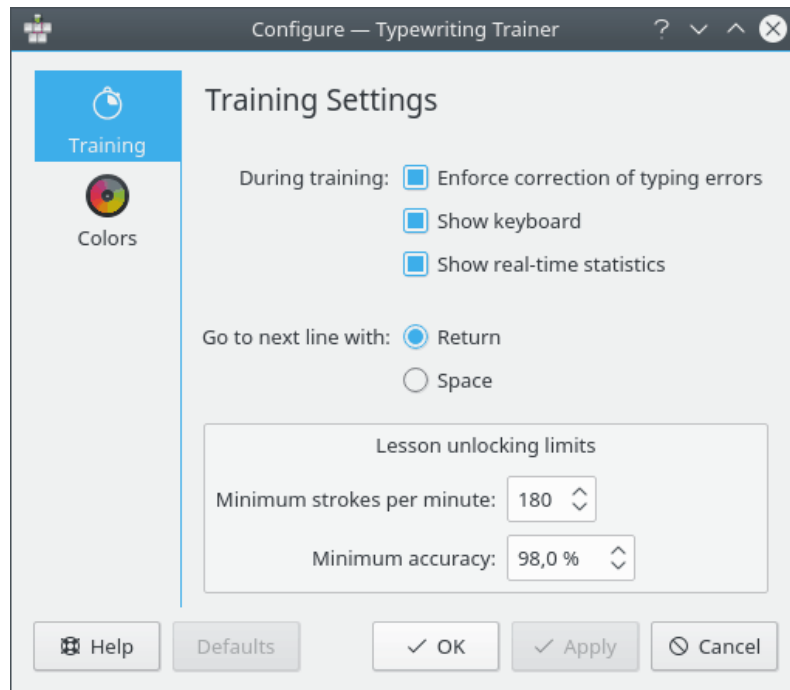 Configure — Typewriting Trainer
Training
Colors
Training Settings
During training: Enforce correction of typing errors
Show keyboard
Show real-time statistics
Go to next line with: Return
Space
Lesson unlocking limits
Minimum strokes per minute: 180
Minimum accuracy: 98,0 %
Help Defaults OK Apply Cancel